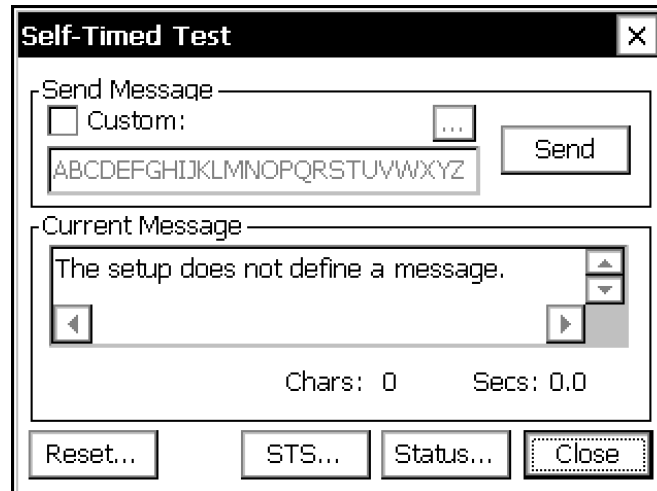 Self-Timed Test
Send Message
Custom:
...
Send
ABCDEFGHIJKLMNOPQRSTUVWXYZ
Current Message
The setup does not define a message.
Chars: 0 Secs: 0.0
Reset... STS... Status... Close